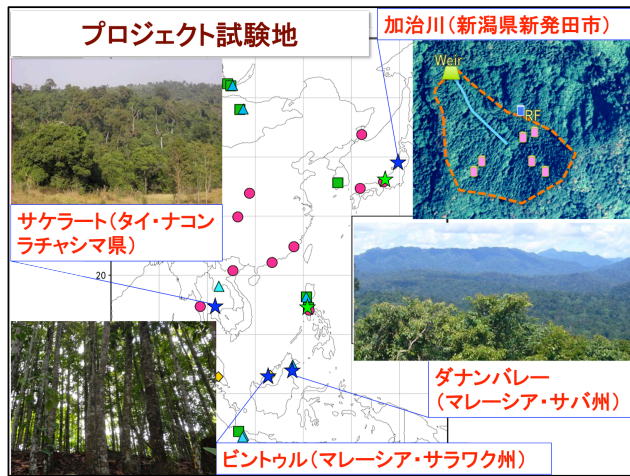 プロジェクト試験地
加治川（新潟県新発田市）
Weir
RF
サケラート（タイ・ナコン
ラチャシマ県）
20
ダナンバレー
（マレーシア・サバ州）
ビントゥル（マレーシア・サラワク州）